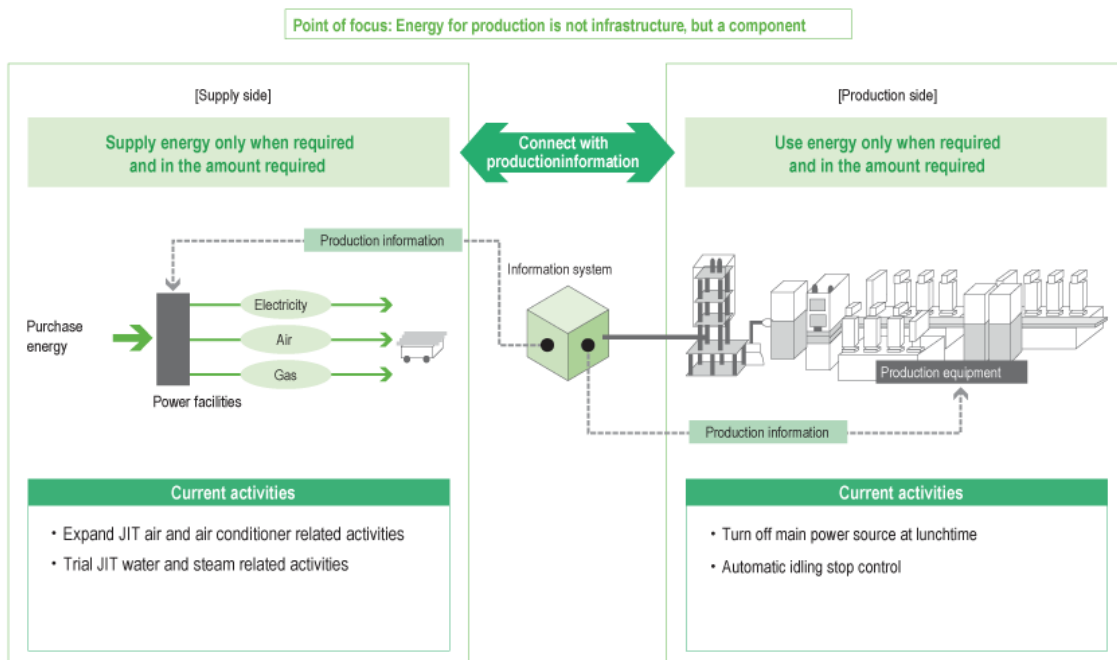 Point of focus: Energy for production is not infrastructure, but a component
[Supply side]
Supply energy only when required
and in the amount required
Connect with
productioninformation
[Production side]
Use energy only when required
and in the amount required
Production information
Information system
Purchase
energy
Electricity
Air
Gas
Power facilities
Production equipment
Production information
Current activities
・Expand JIT air and air conditioner related activities
・Trial JIT water and steam related activities
Current activities
・Turn off main power source at lunchtime
・Automatic idling stop control